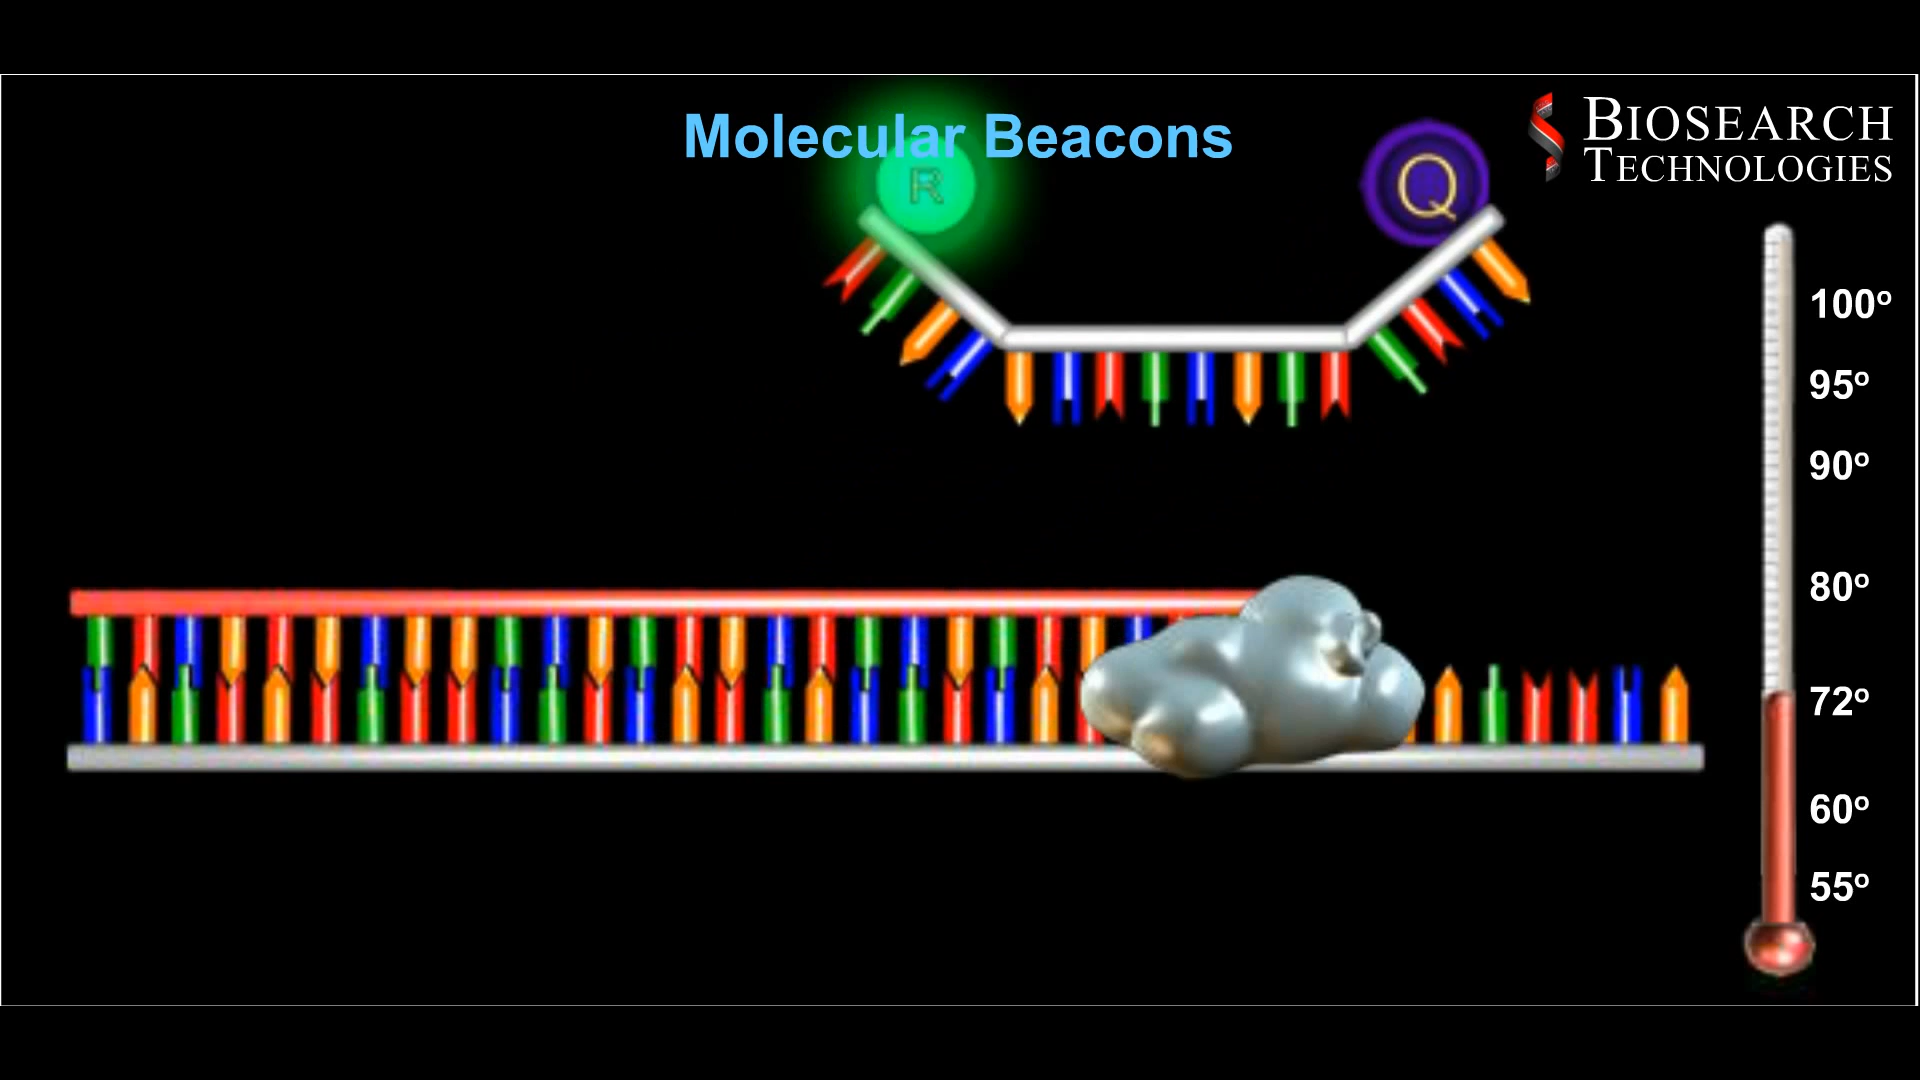 Molecular Beacons
BIOSEARCH
TECHNOLOGIES
R
Q
100º
95º
90º
80º
72º
60º
55º